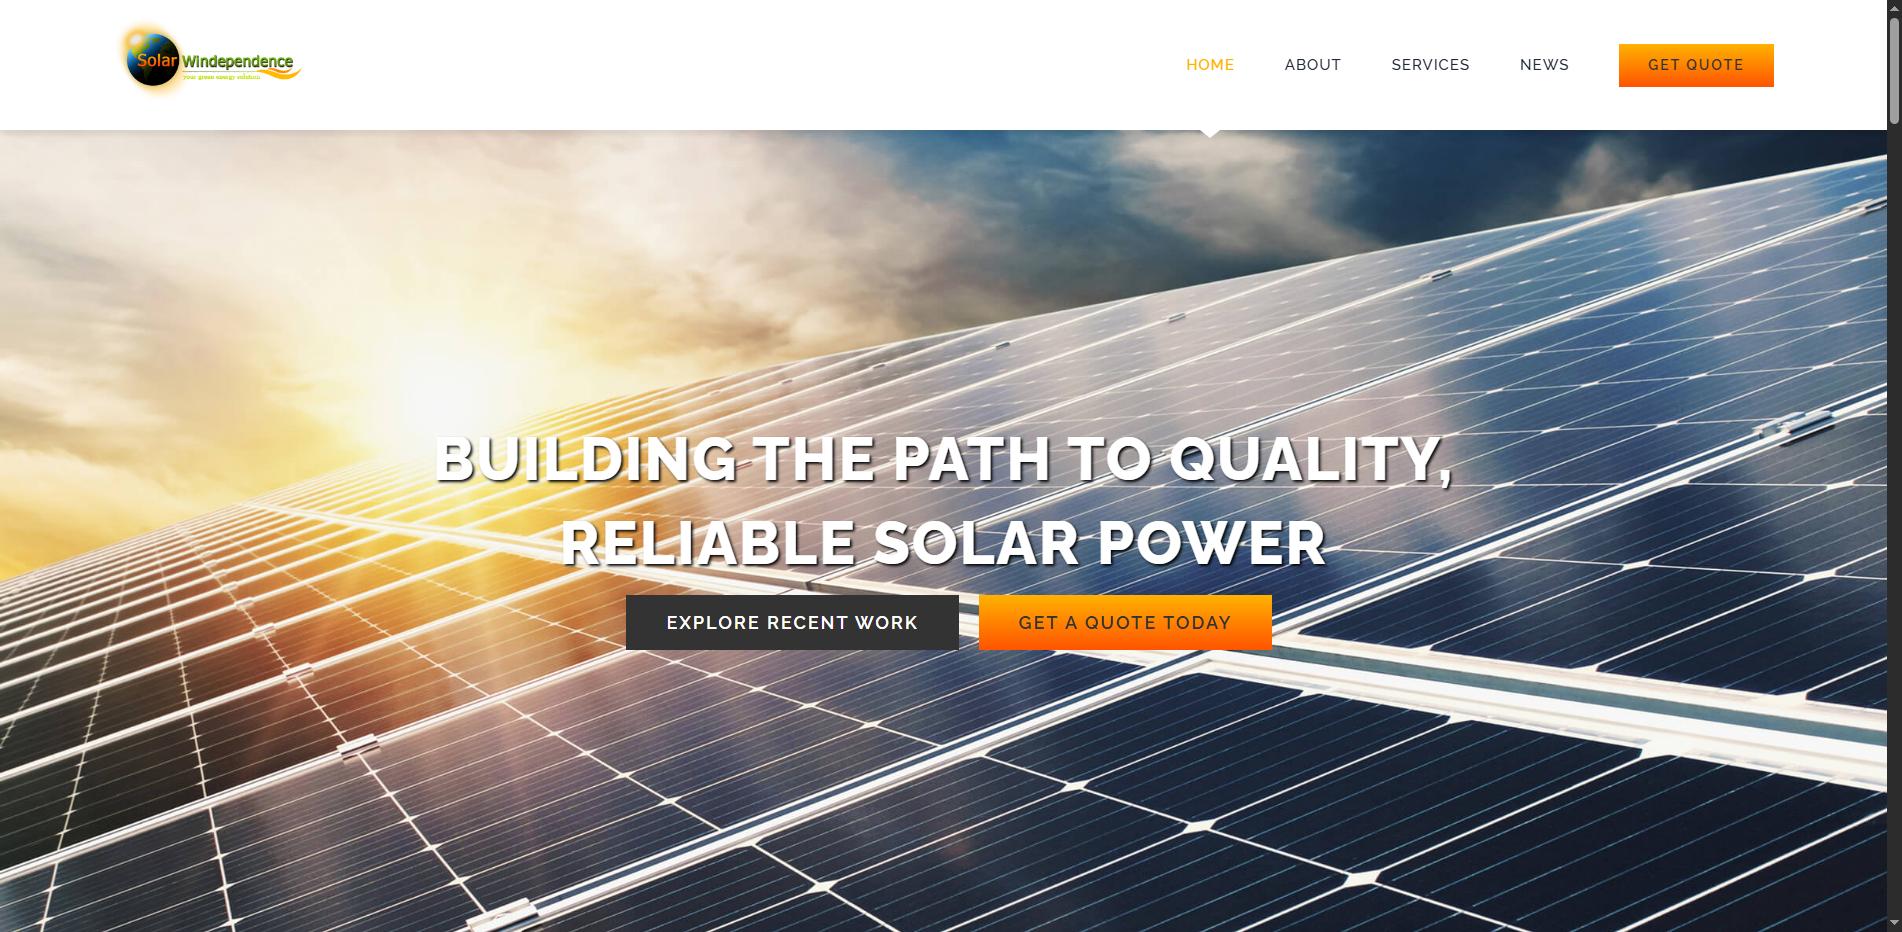 Solar Windependence
your green energy solution
HOME
ABOUT
SERVICES
NEWS
GET QUOTE
BUILDING THE PATH TO QUALITY,
RELIABLE SOLAR POWER
EXPLORE RECENT WORK
GET A QUOTE TODAY